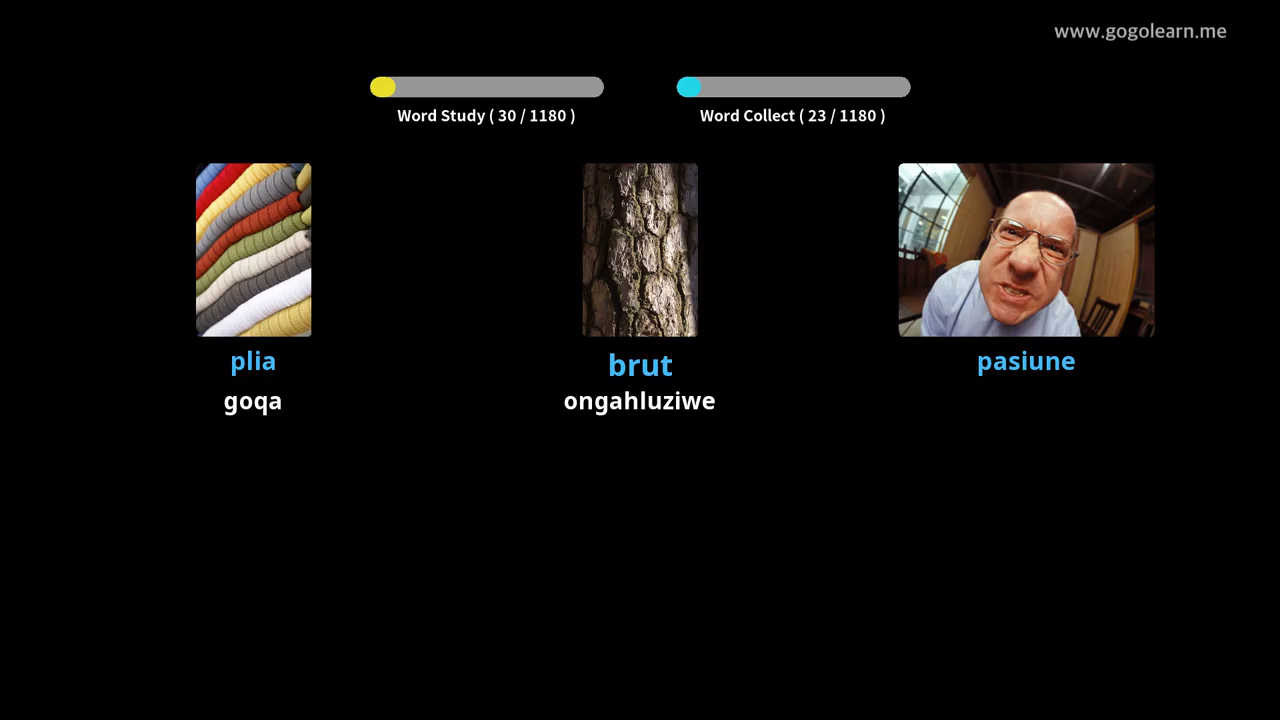 www.gogolearn.me
Word Study ( 30 / 1180 )
Word Collect ( 23 / 1180 )
plia
goqa
brut
ongahluziwe
pasiune